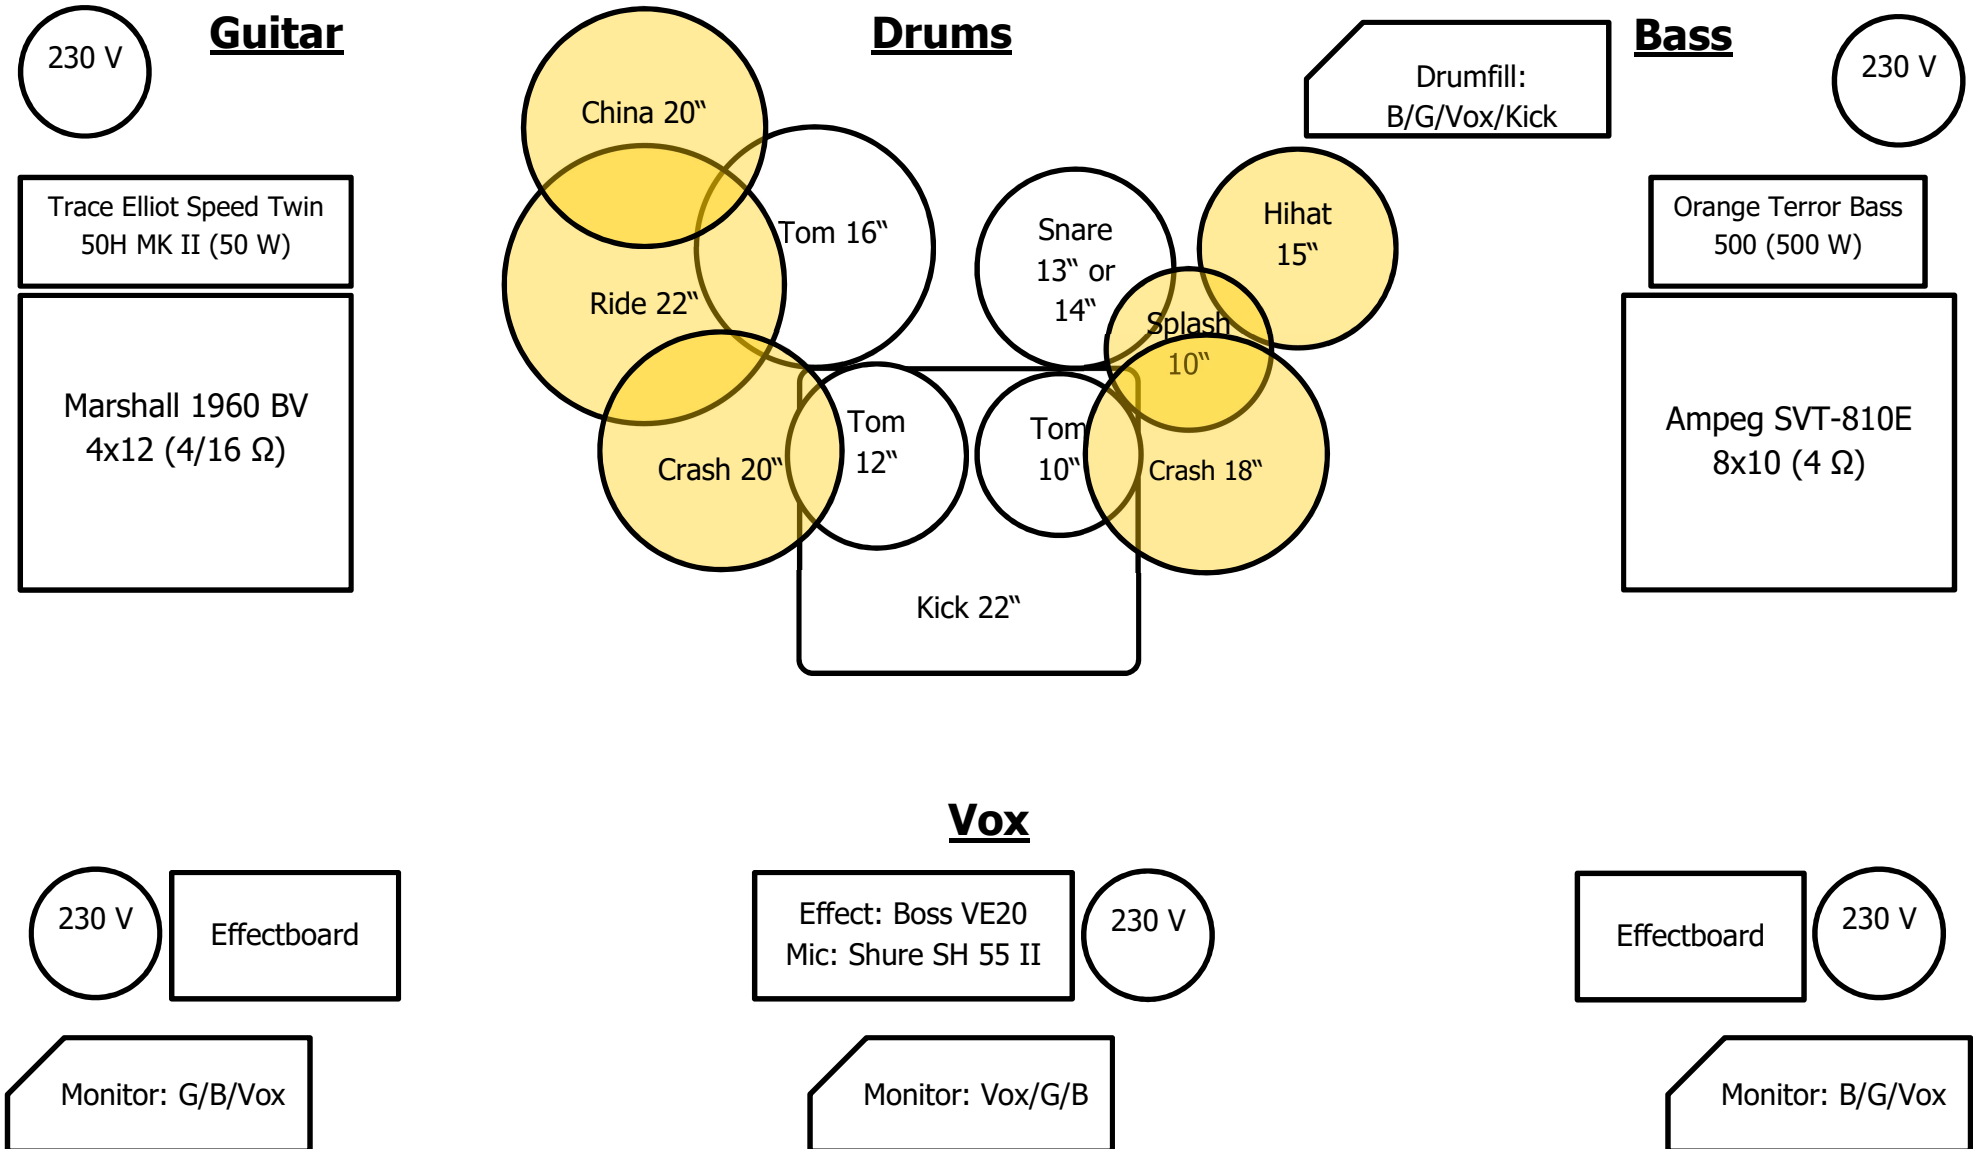 Guitar
Drums
Bass
230 V
230 V
Drumfill:
B/G/Vox/Kick
China 20“
Trace Elliot Speed Twin
50H MK II (50 W)
Tom 16“
Snare
13“ or
14“
Hihat
15“
Orange Terror Bass
500 (500 W)
Ride 22“
Splash
10“
Marshall 1960 BV
4x12 (4/16 Ω)
Crash 20“
Tom
12“
Tom
10“
Crash 18“
Ampeg SVT-810E
8x10 (4 Ω)
Kick 22“
Vox
230 V
Effectboard
Effect: Boss VE20
Mic: Shure SH 55 II
230 V
Effectboard
230 V
Monitor: G/B/Vox
Monitor: Vox/G/B
Monitor: B/G/Vox